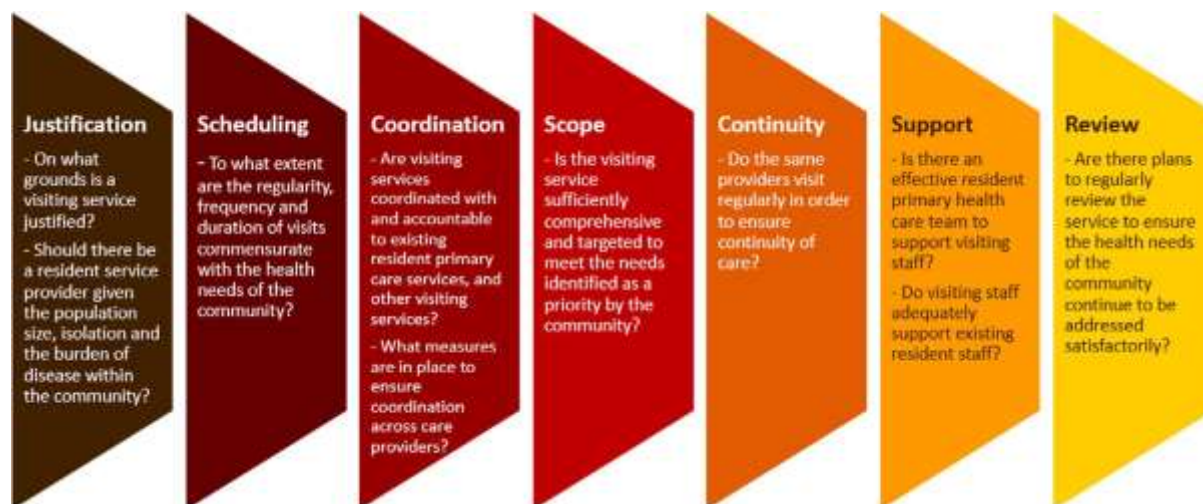 Justification
- On what
grounds is a
visiting service
justified?
- Should there be
a resident service
provider given
the population
size, isolation and
the burden of
disease within
the community?
Scheduling
- To what extent
are the regularity,
frequency and
duration of visits
commensurate
with the health
needs of the
community?
Coordination
- Are visiting
services
coordinated with
and accountable
to existing
resident primary
care services, and
other visiting
services?
- What measures
are in place to
ensure
coordination
across care
providers?
Scope
- Is the visiting
service
sufficiently
comprehensive
and targeted to
meet the needs
identified as a
priority by the
community?
Continuity
- Do the same
providers visit
regularly in order
to ensure
continuity of
care?
Support
- Is there an
effective resident
primary health
care team to
support visiting
staff?
- Do visiting staff
adequately
support existing
resident staff?
Review
- Are there plans
to regularly
review the
service to ensure
the health needs
of the
community
continue to be
addressed
satisfactorily?